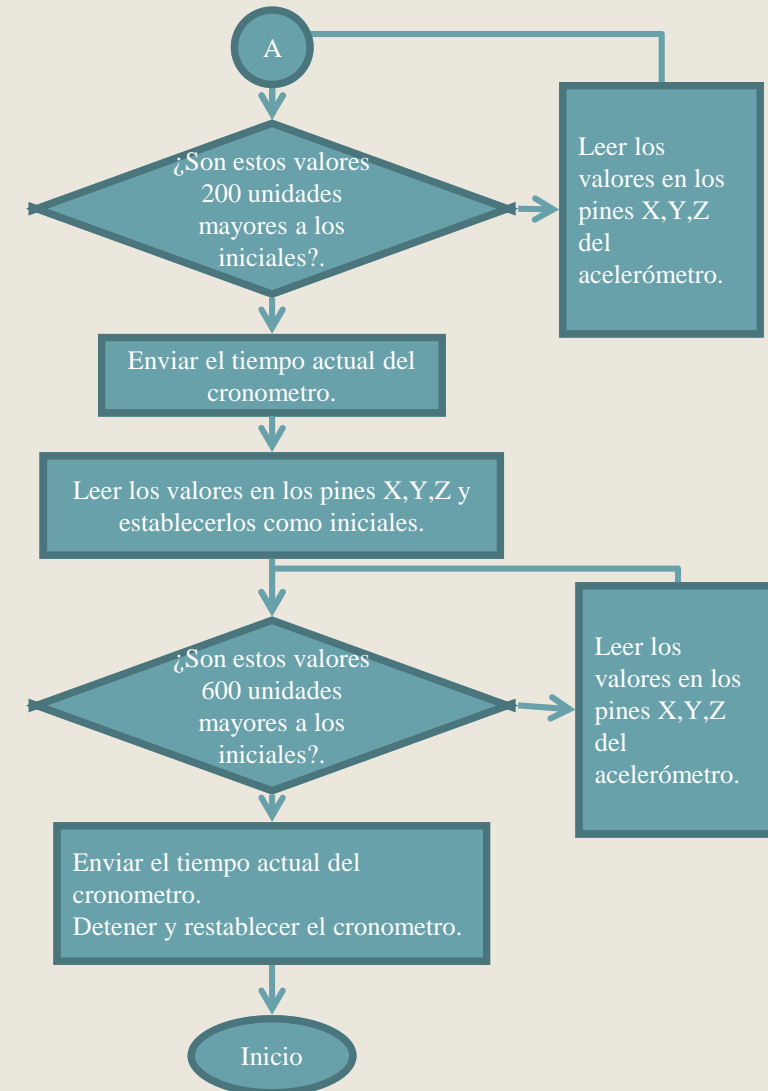 A
¿Son estos valores
200 unidades
mayores a los
iniciales?.
Leer los
valores en los
pines X,Y,Z
del
acelerómetro.
Enviar el tiempo actual del
cronometro.
Leer los valores en los pines X,Y,Z y
establecerlos como iniciales.
¿Son estos valores
600 unidades
mayores a los
iniciales?.
Leer los
valores en los
pines X,Y,Z
del
acelerómetro.
Enviar el tiempo actual del
cronometro.
Detener y restablecer el cronometro.
Inicio